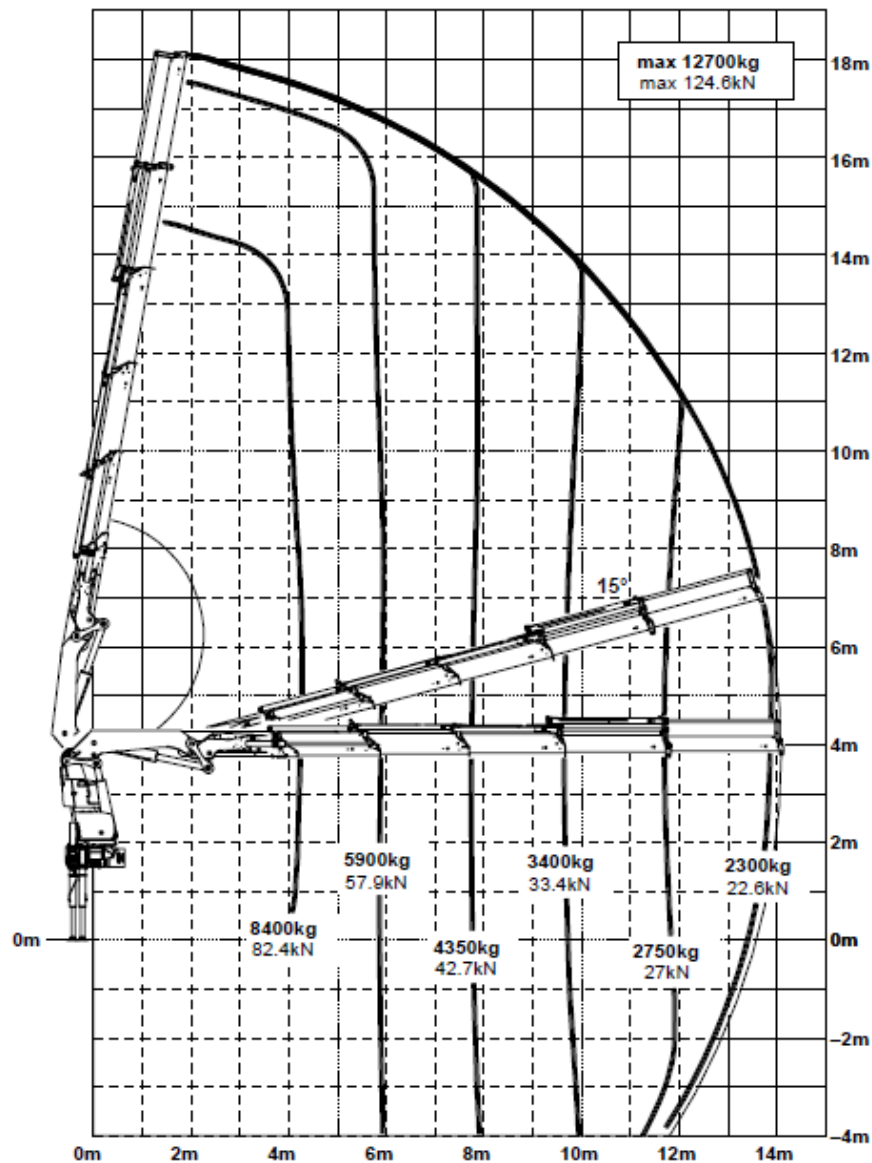 max 12700kg
max 124.6kN
18m
16m
14m
12m
10m
8m
15°
6m
4m
5900kg
57.9kN
3400kg
33.4kN
2300kg
22.6kN
2m
8400kg
82.4kN
4350kg
42.7kN
2750kg
27kN
0m
0m
–2m
–4m
0m
2m
4m
6m
8m
10m
12m
14m